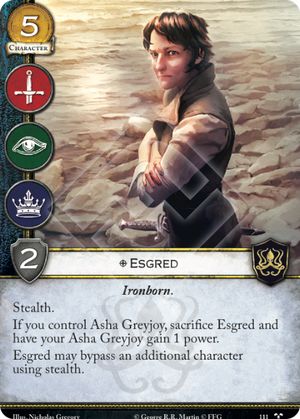 5
CHARACTER
2
ESGRED
Ironborn.
Stealth.
If you control Asha Greyjoy, sacrifice Esgred and
have your Asha Greyjoy gain 1 power.
Esgred may bypass an additional character
using stealth.
Illus. Nicholas Gregory © George R.R. Martin © FFG 111